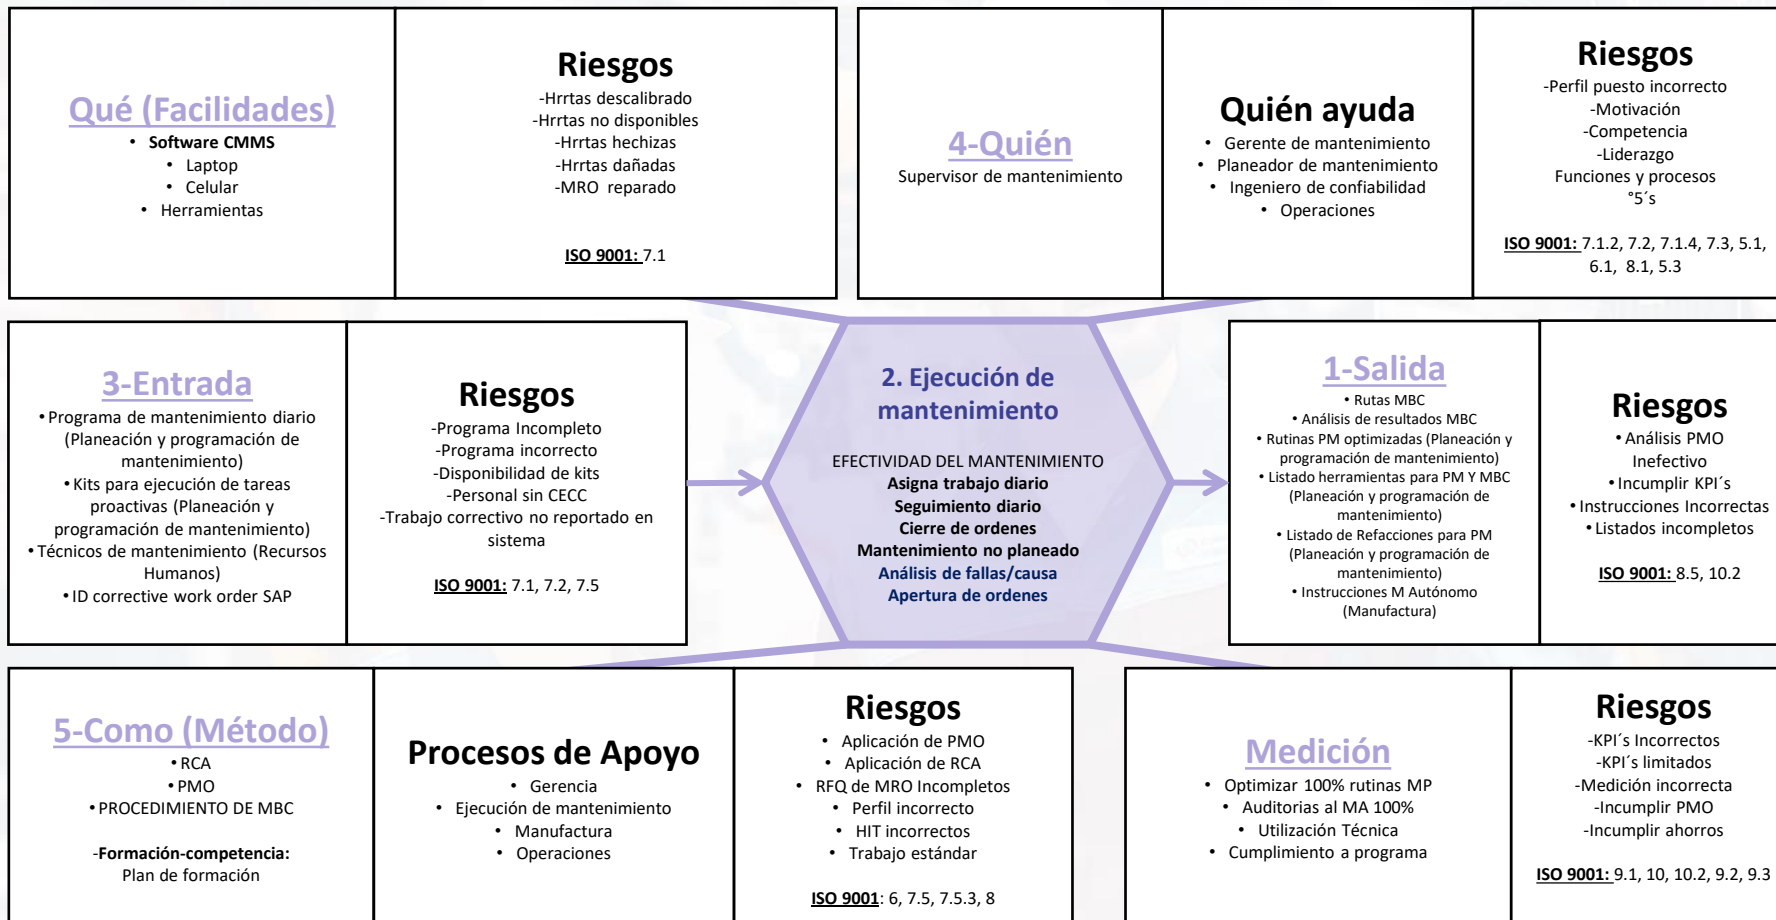 Qué (Facilidades)
• Software CMMS
• Laptop
• Celular
• Herramientas
Riesgos
-Hrrtas descalibrado
-Hrrtas no disponibles
-Hrrtas hechizas
-Hrrtas dañadas
-MRO reparado
ISO 9001: 7.1
4-Quién
Supervisor de mantenimiento
Quién ayuda
• Gerente de mantenimiento
• Planeador de mantenimiento
• Ingeniero de confiabilidad
• Operaciones
Riesgos
-Perfil puesto incorrecto
-Motivación
-Competencia
-Liderazgo
Funciones y procesos
°5´s
ISO 9001: 7.1.2, 7.2, 7.1.4, 7.3, 5.1,
6.1, 8.1, 5.3
3-Entrada
• Programa de mantenimiento diario
(Planeación y programación de
mantenimiento)
• Kits para ejecución de tareas
proactivas (Planeación y
programación de mantenimiento)
• Técnicos de mantenimiento (Recursos
Humanos)
• ID corrective work order SAP
Riesgos
-Programa Incompleto
-Programa incorrecto
-Disponibilidad de kits
-Personal sin CECC
-Trabajo correctivo no reportado en
sistema
ISO 9001: 7.1, 7.2, 7.5
2. Ejecución de
mantenimiento
EFECTIVIDAD DEL MANTENIMIENTO
Asigna trabajo diario
Seguimiento diario
Cierre de ordenes
Mantenimiento no planeado
Análisis de fallas/causa
Apertura de ordenes
1-Salida
• Rutas MBC
• Análisis de resultados MBC
• Rutinas PM optimizadas (Planeación y
programación de mantenimiento)
• Listado herramientas para PM Y MBC
(Planeación y programación de
mantenimiento)
• Listado de Refacciones para PM
(Planeación y programación de
mantenimiento)
• Instrucciones M Autónomo
(Manufactura)
Riesgos
• Análisis PMO
Inefectivo
• Incumplir KPI´s
• Instrucciones Incorrectas
• Listados incompletos
ISO 9001: 8.5, 10.2
5-Como (Método)
• RCA
• PMO
• PROCEDIMIENTO DE MBC
-Formación-competencia:
Plan de formación
Procesos de Apoyo
• Gerencia
• Ejecución de mantenimiento
• Manufactura
• Operaciones
Riesgos
• Aplicación de PMO
• Aplicación de RCA
• RFQ de MRO Incompletos
• Perfil incorrecto
• HIT incorrectos
• Trabajo estándar
ISO 9001: 6, 7.5, 7.5.3, 8
Medición
• Optimizar 100% rutinas MP
• Auditorias al MA 100%
• Utilización Técnica
• Cumplimiento a programa
Riesgos
-KPI´s Incorrectos
-KPI´s limitados
-Medición incorrecta
-Incumplir PMO
-Incumplir ahorros
ISO 9001: 9.1, 10, 10.2, 9.2, 9.3